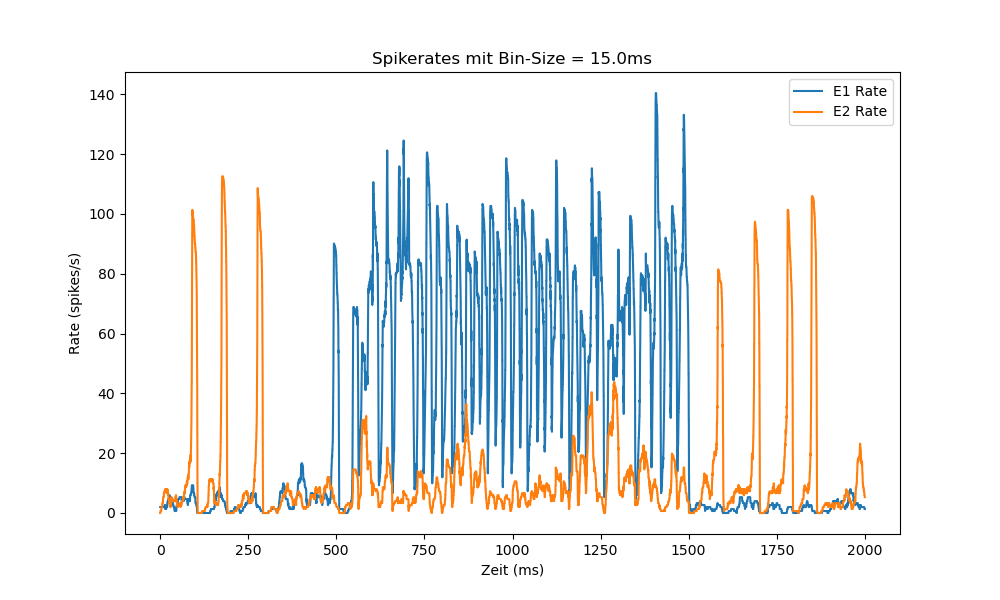 Spikerates mit Bin-Size = 15.0ms
E1 Rate
E2 Rate
140
120
100
80
60
40
20
0
Rate (spikes/s)
0 250 500 750 1000 1250 1500 1750 2000
Zeit (ms)